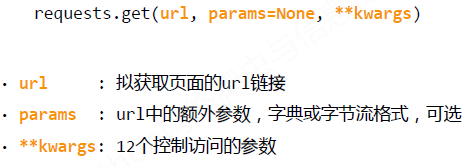 requests.get(url, params=None, **kwargs)
· url : 拟获取页面的url链接
· params : url中的额外参数，字典或字节流格式，可选
· **kwargs: 12个控制访问的参数